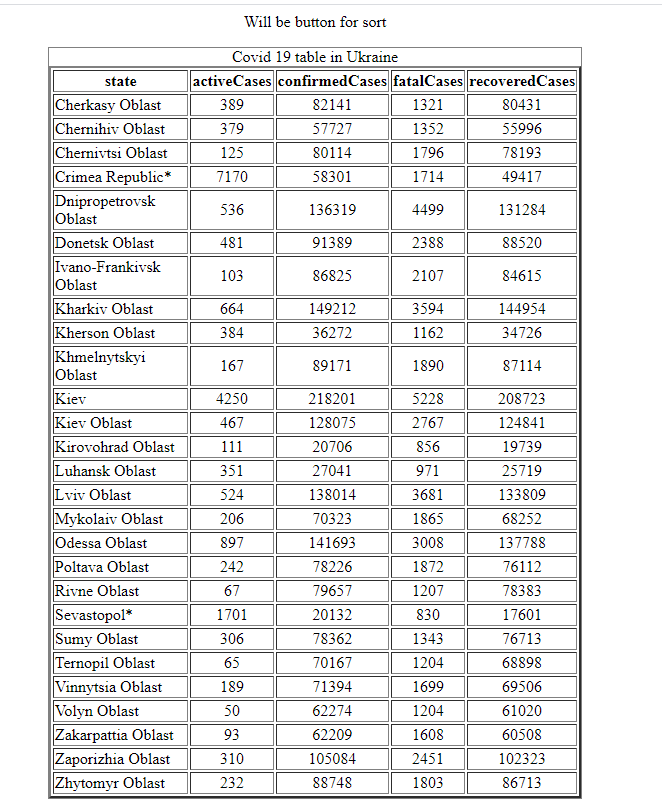 Will be button for sort
Covid 19 table in Ukraine
state activeCases confirmedCases fatalCases recoveredCases
Cherkasy Oblast 389 82141 1321 80431
Chernihiv Oblast 379 57727 1352 55996
Chernivtsi Oblast 125 80114 1796 78193
Crimea Republic* 7170 58301 1714 49417
Dnipropetrovsk
Oblast 536 136319 4499 131284
Donetsk Oblast 481 91389 2388 88520
Ivano-Frankivsk
Oblast 103 86825 2107 84615
Kharkiv Oblast 664 149212 3594 144954
Kherson Oblast 384 36272 1162 34726
Khmelnytskyi
Oblast 167 89171 1890 87114
Kiev 4250 218201 5228 208723
Kiev Oblast 467 128075 2767 124841
Kirovohrad Oblast 111 20706 856 19739
Luhansk Oblast 351 27041 971 25719
Lviv Oblast 524 138014 3681 133809
Mykolaiv Oblast 206 70323 1865 68252
Odessa Oblast 897 141693 3008 137788
Poltava Oblast 242 78226 1872 76112
Rivne Oblast 67 79657 1207 78383
Sevastopol* 1701 20132 830 17601
Sumy Oblast 306 78362 1343 76713
Ternopil Oblast 65 70167 1204 68898
Vinnytsia Oblast 189 71394 1699 69506
Volyn Oblast 50 62274 1204 61020
Zakarpattia Oblast 93 62209 1608 60508
Zaporizhia Oblast 310 105084 2451 102323
Zhytomyr Oblast 232 88748 1803 86713